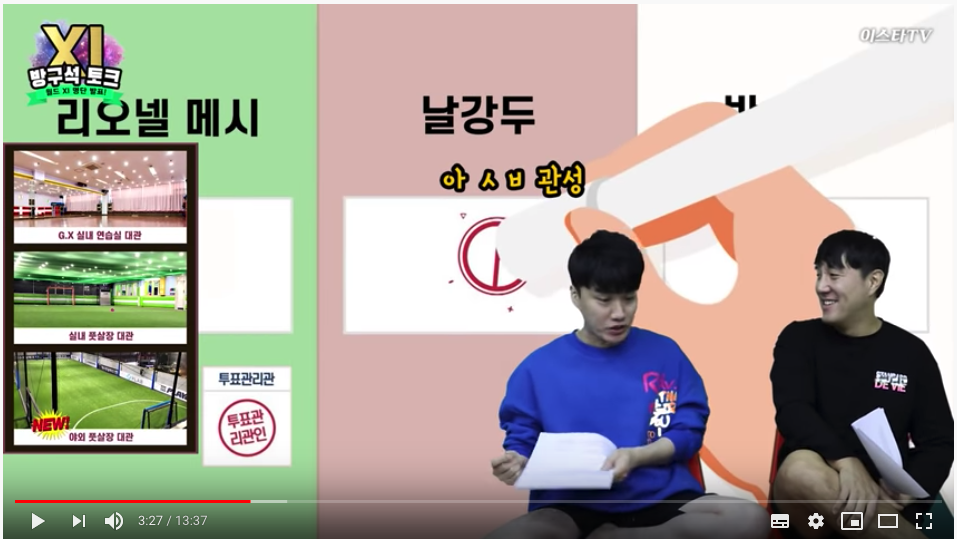 XI
방구석 토크
월드 XI 명단 발표!
이스타TV
리오넬 메시
날강두
아 ㅅㅂ 관성
G.X 실내 연습실 대관
실내 풋살장 대관
NEW!
야외 풋살장 대관
투표관리관
투표관
리관인
3:27 / 13:37